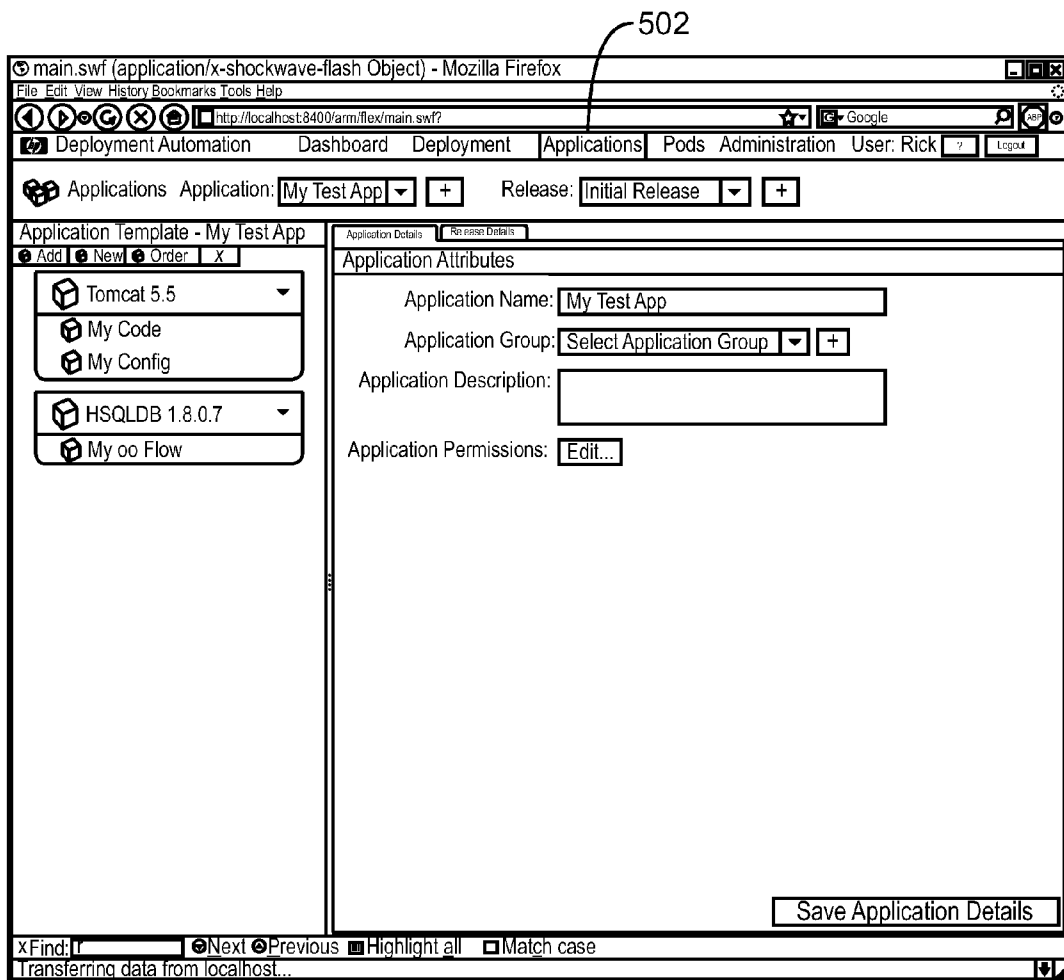 502
main.swf (application/x-shockwave-flash Object) - Mozilla Firefox
File Edit View History Bookmarks Tools Help
http://localhost:8400/arm/flex/main.swf? G Google ABP
hp Deployment Automation Dashboard Deployment Applications Pods Administration User: Rick ? Logout
Applications Application: My Test App + Release: Initial Release +
Application Template - My Test App
Application Details Release Details
Add New Order X
Application Attributes
Tomcat 5.5
My Code
My Config
HSQLDB 1.8.0.7
My oo Flow
Application Name: My Test App
Application Group: Select Application Group +
Application Description:
Application Permissions: Edit...
Save Application Details
x Find: r Next Previous Highlight all Match case
Transferring data from localhost...